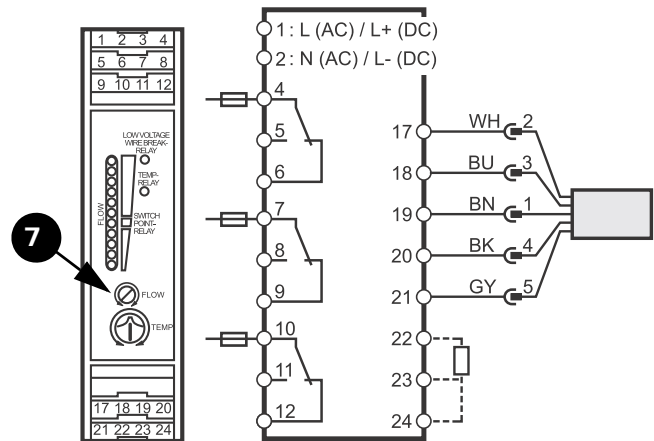 1 2 3 4
5 6 7 8
9 10 11 12
LOW VOLTAGE
WIRE BREAK-
RELAY
TEMP-
RELAY
FLOW
SWITCH
POINT-
RELAY
7
FLOW
TEMP
17 18 19 20
21 22 23 24
1: L (AC) / L+ (DC)
2: N (AC) / L- (DC)
4
5
6
7
8
9
10
11
12
17 WH 2
18 BU 3
19 BN 1
20 BK 4
21 GY 5
22
23
24